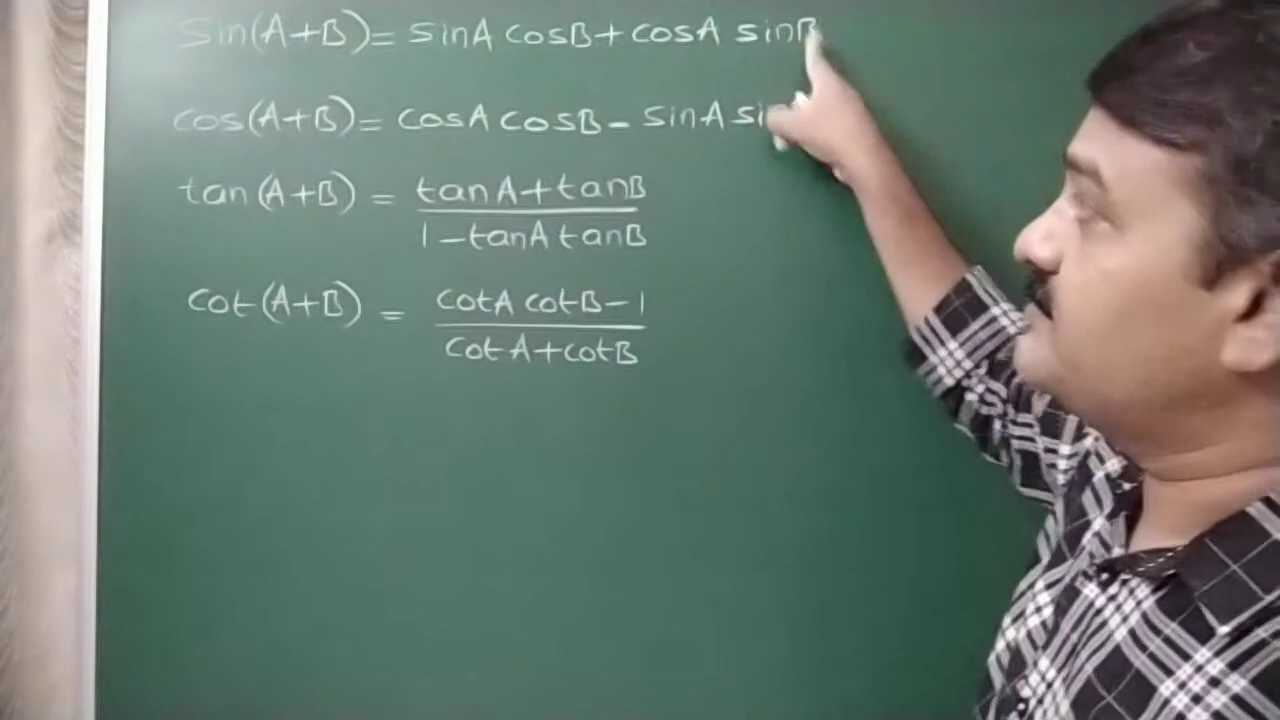 Sin(A+B)= sinA cosB+cosA sinB
cos(A+B)= cosA cosB - sinA
tan(A+B) = tanA+tanB
1-tanA tanB
cot(A+B) = cotA cotB-1
cotA+cotB